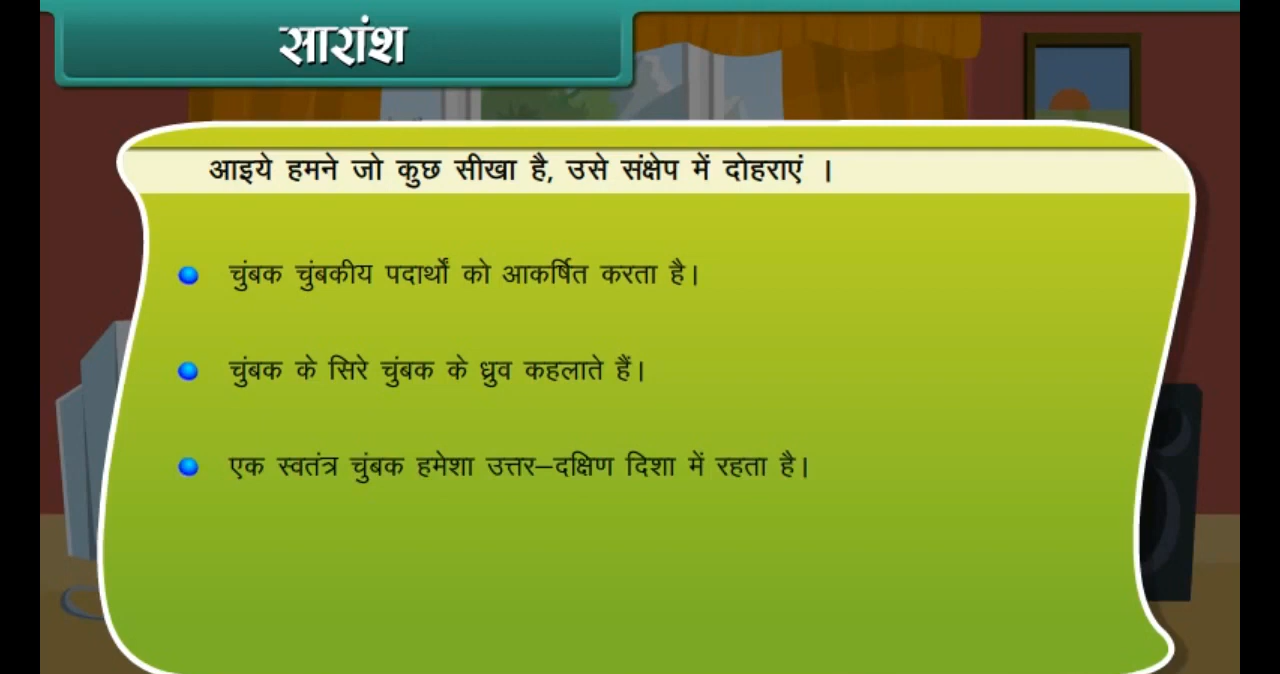 सारांश
आइये हमने जो कुछ सीखा है, उसे संक्षेप में दोहराएं ।
चुंबक चुंबकीय पदार्थों को आकर्षित करता है।
चुंबक के सिरे चुंबक के ध्रुव कहलाते हैं।
एक स्वतंत्र चुंबक हमेशा उत्तर–दक्षिण दिशा में रहता है।